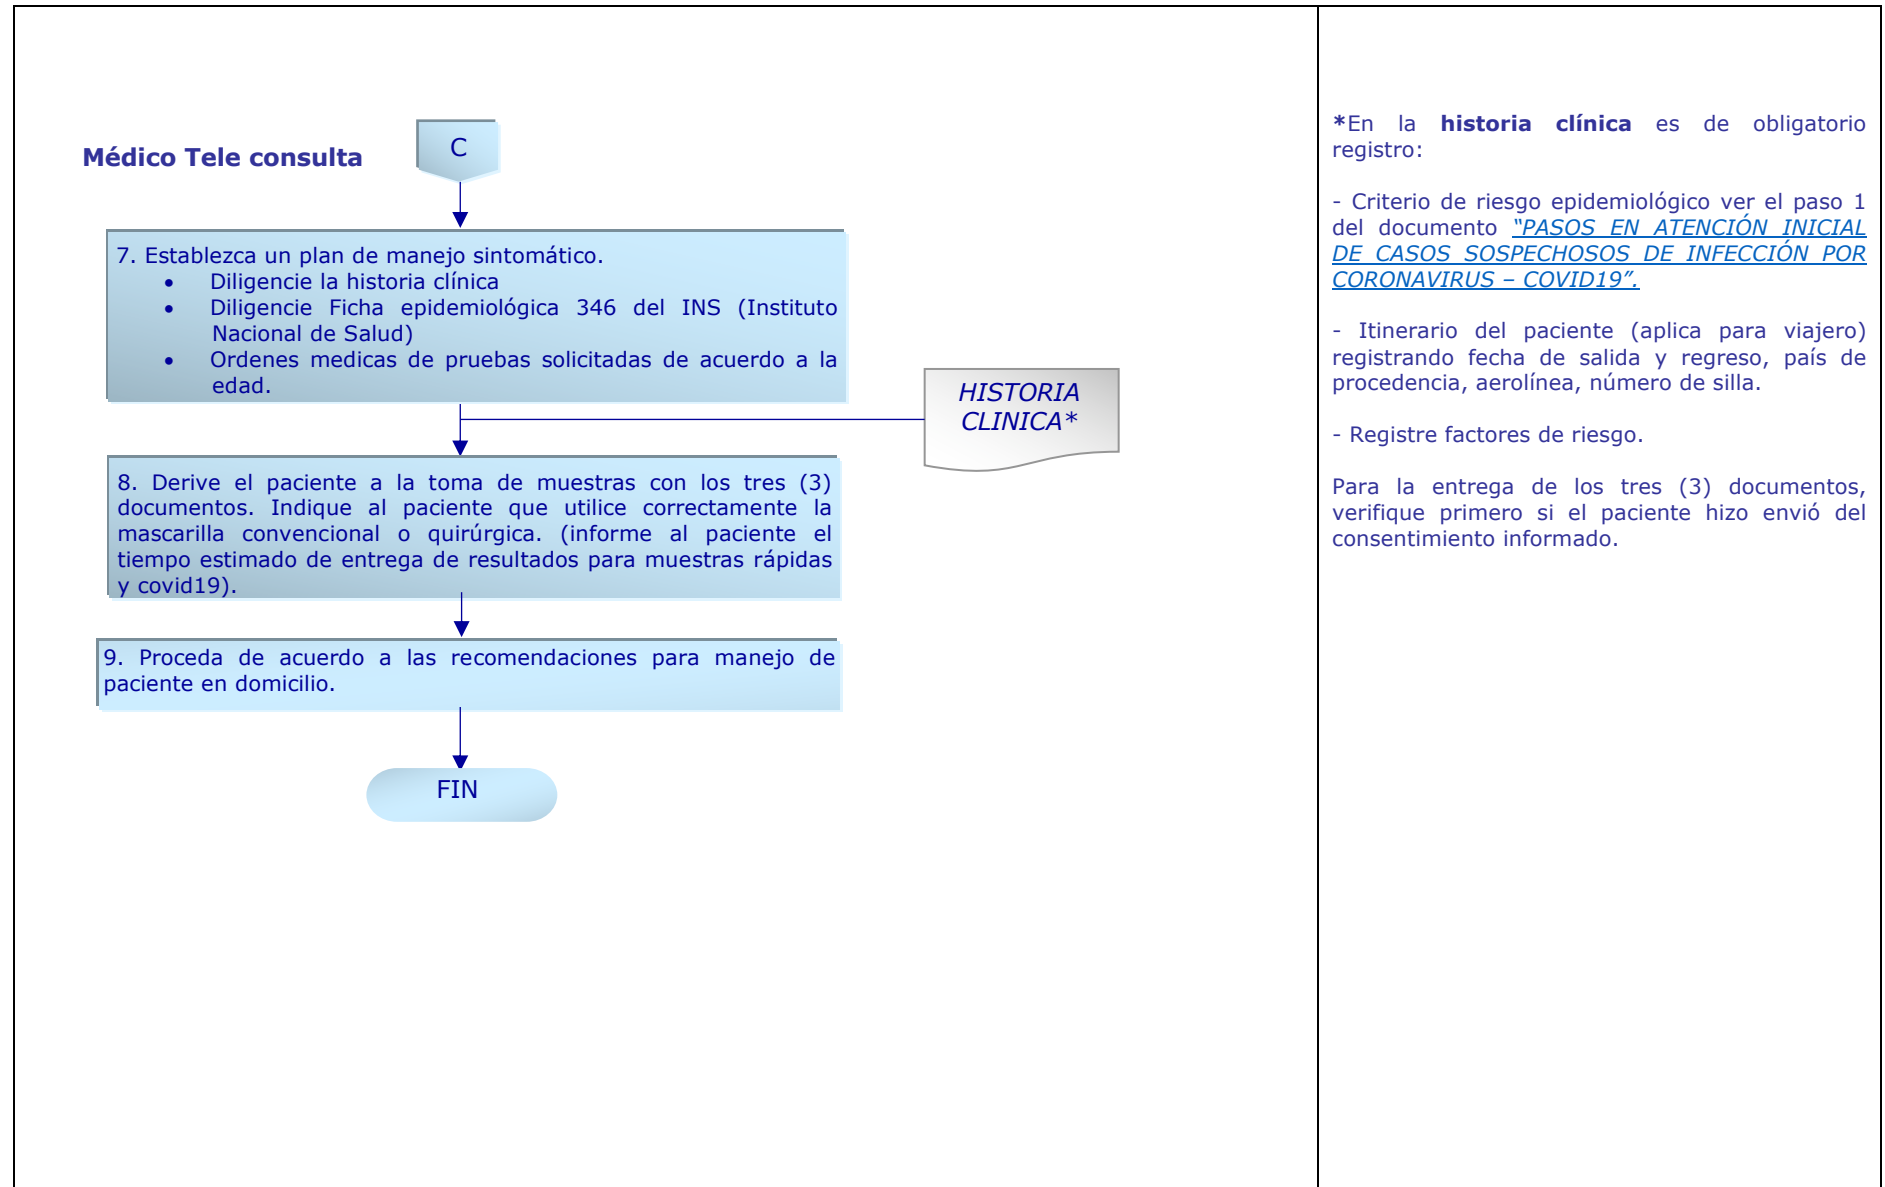 Médico Tele consulta
C
7. Establezca un plan de manejo sintomático.
• Diligencie la historia clínica
• Diligencie Ficha epidemiológica 346 del INS (Instituto
Nacional de Salud)
• Ordenes medicas de pruebas solicitadas de acuerdo a la
edad.
HISTORIA
CLINICA*
8. Derive el paciente a la toma de muestras con los tres (3)
documentos. Indique al paciente que utilice correctamente la
mascarilla convencional o quirúrgica. (informe al paciente el
tiempo estimado de entrega de resultados para muestras rápidas
y covid19).
9. Proceda de acuerdo a las recomendaciones para manejo de
paciente en domicilio.
FIN
*En la historia clínica es de obligatorio
registro:
- Criterio de riesgo epidemiológico ver el paso 1
del documento “PASOS EN ATENCIÓN INICIAL
DE CASOS SOSPECHOSOS DE INFECCIÓN POR
CORONAVIRUS – COVID19”.
- Itinerario del paciente (aplica para viajero)
registrando fecha de salida y regreso, país de
procedencia, aerolínea, número de silla.
- Registre factores de riesgo.
Para la entrega de los tres (3) documentos,
verifique primero si el paciente hizo envió del
consentimiento informado.